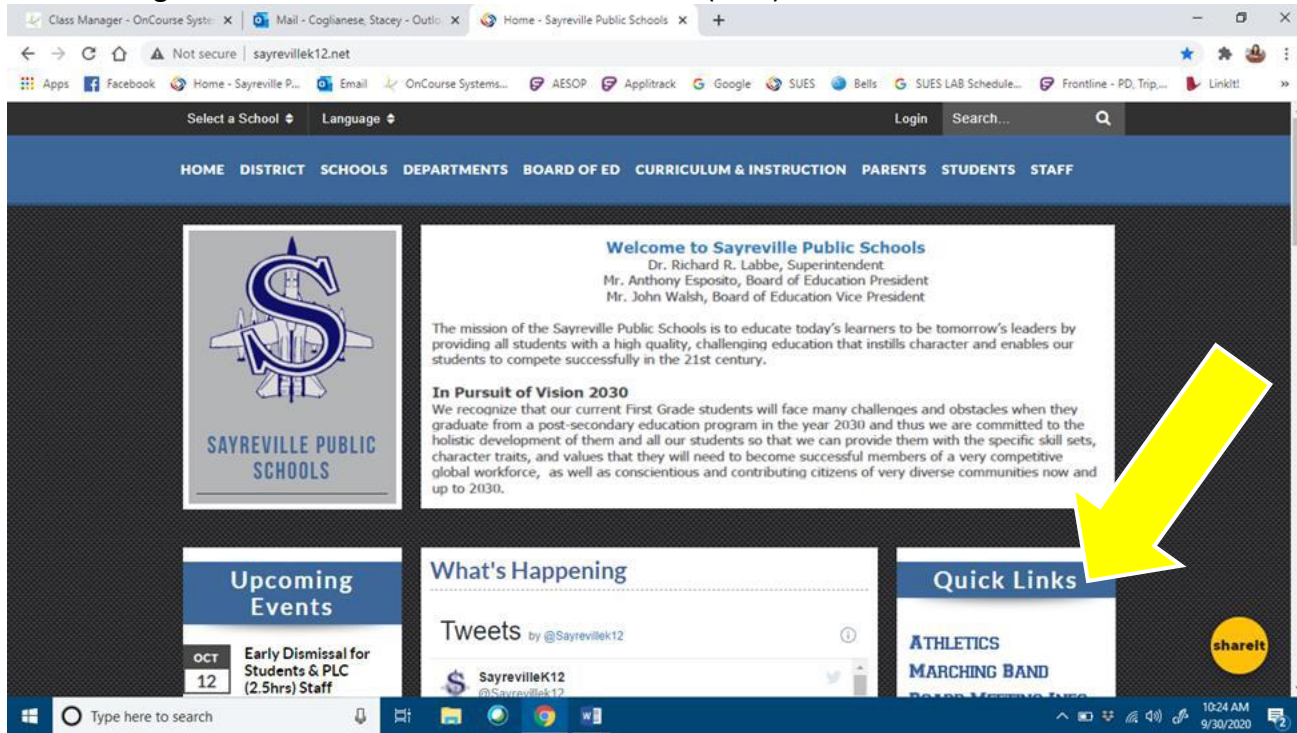 Class Manager - OnCourse Syste
Mail - Coglianese, Stacey - Outlo
Home - Sayreville Public Schools
Not secure | sayrevillek12.net
Apps Facebook Home - Sayreville P... Email OnCourse Systems... AESOP Applitrack Google SUES Bells SUES LAB Schedule... Frontline - PD, Trip,... LinkIt! »
Select a School Language Login Search...
HOME DISTRICT SCHOOLS DEPARTMENTS BOARD OF ED CURRICULUM & INSTRUCTION PARENTS STUDENTS STAFF
S
SAYREVILLE PUBLIC
SCHOOLS
Welcome to Sayreville Public Schools
Dr. Richard R. Labbe, Superintendent
Mr. Anthony Esposito, Board of Education President
Mr. John Walsh, Board of Education Vice President
The mission of the Sayreville Public Schools is to educate today's learners to be tomorrow's leaders by
providing all students with a high quality, challenging education that instills character and enables our
students to compete successfully in the 21st century.
In Pursuit of Vision 2030
We recognize that our current First Grade students will face many challenges and obstacles when they
graduate from a post-secondary education program in the year 2030 and thus we are committed to the
holistic development of them and all our students so that we can provide them with the specific skill sets,
character traits, and values that they will need to become successful members of a very competitive
global workforce, as well as conscientious and contributing citizens of very diverse communities now and
up to 2030.
Upcoming
Events
OCT
12
Early Dismissal for
Students & PLC
(2.5hrs) Staff
What's Happening
Tweets by @Sayrevillek12
SayrevilleK12
@Sayrevillek12
Quick Links
ATHLETICS
MARCHING BAND
BOARD MEETING INFO
shareIt
Type here to search
10:24 AM
9/30/2020
2